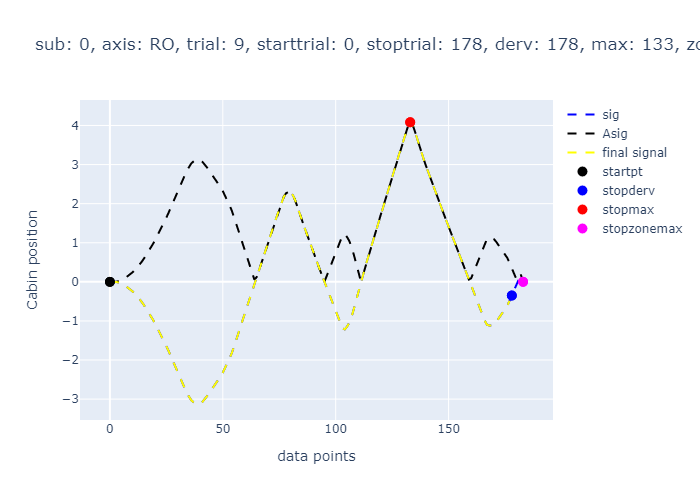 sub: 0, axis: RO, trial: 9, starttrial: 0, stoptrial: 178, derv: 178, max: 133,
sig
Asig
final signal
startpt
stopderv
stopmax
stopzonemax
Cabin position
4
3
2
1
0
−1
−2
−3
0
50
100
150
data points